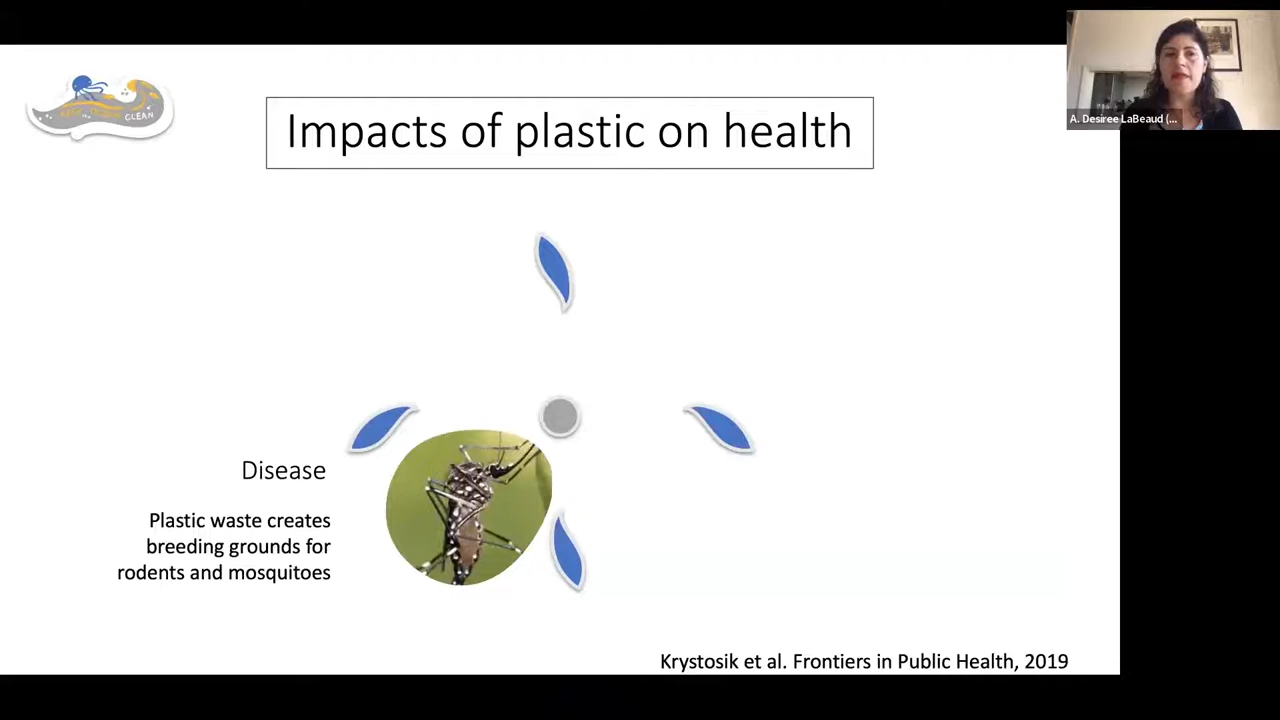 CLEAN
Impacts of plastic on health
A. Desiree LaBeaud (...
Disease
Plastic waste creates
breeding grounds for
rodents and mosquitoes
Krystosik et al. Frontiers in Public Health, 2019